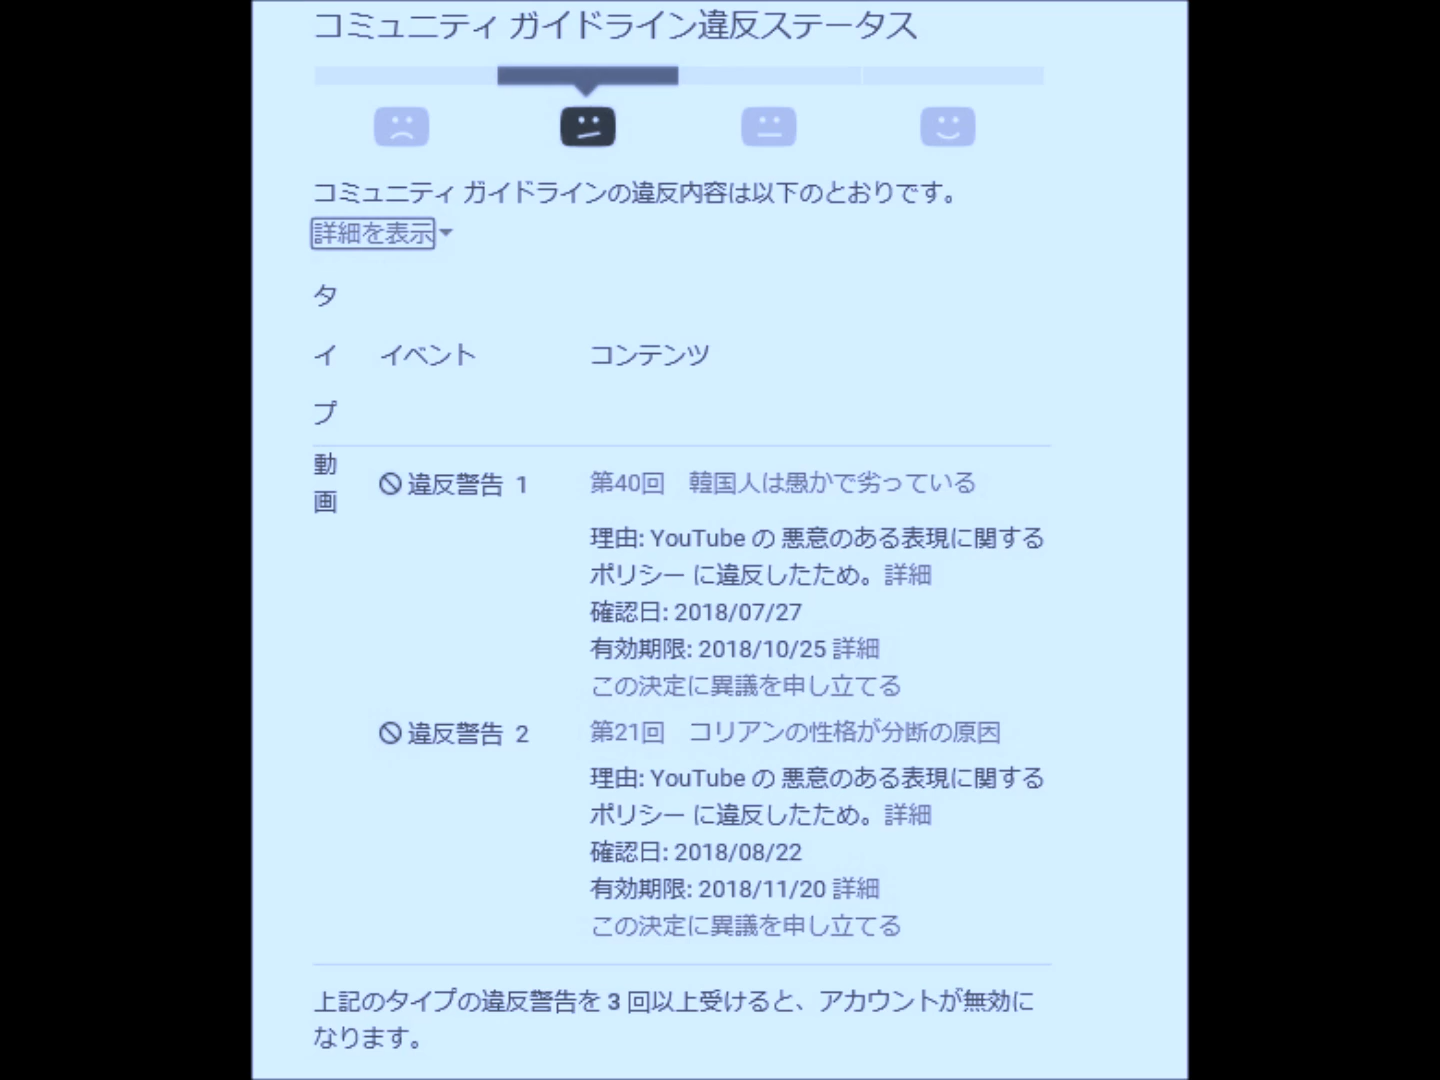 コミュニティ ガイドライン違反ステータス
コミュニティ ガイドラインの違反内容は以下のとおりです。
詳細を表示
タイプ
イベント
コンテンツ
動画
違反警告 1
第40回　韓国人は愚かで劣っている
理由: YouTube の 悪意のある表現に関する
ポリシー に違反したため。詳細
確認日: 2018/07/27
有効期限: 2018/10/25 詳細
この決定に異議を申し立てる
違反警告 2
第21回　コリアンの性格が分断の原因
理由: YouTube の 悪意のある表現に関する
ポリシー に違反したため。詳細
確認日: 2018/08/22
有効期限: 2018/11/20 詳細
この決定に異議を申し立てる
上記のタイプの違反警告を 3 回以上受けると、アカウントが無効に
なります。